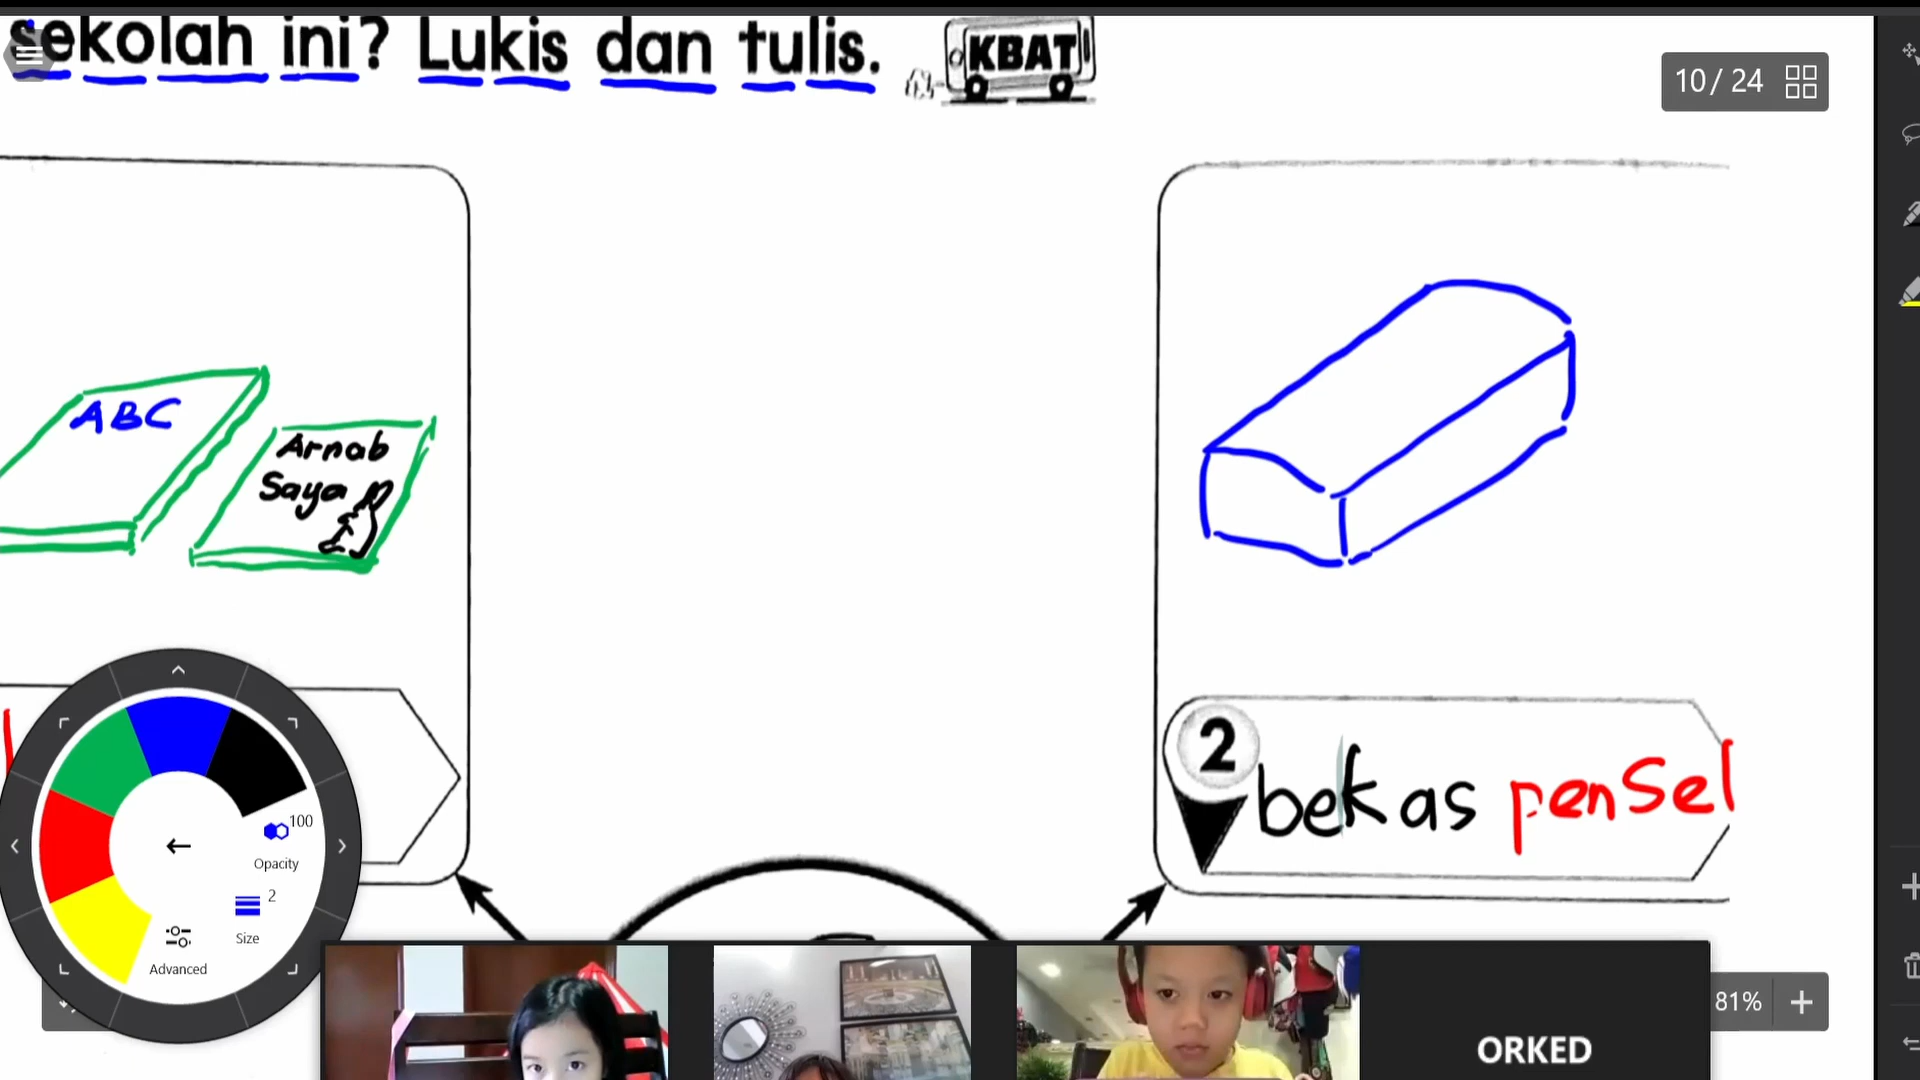 sekolah ini? Lukis dan tulis.
KBAT
10 / 24
ABC
Arnab
Saya
2
bekas pensel
100
Opacity
2
Size
Advanced
81%
ORKED